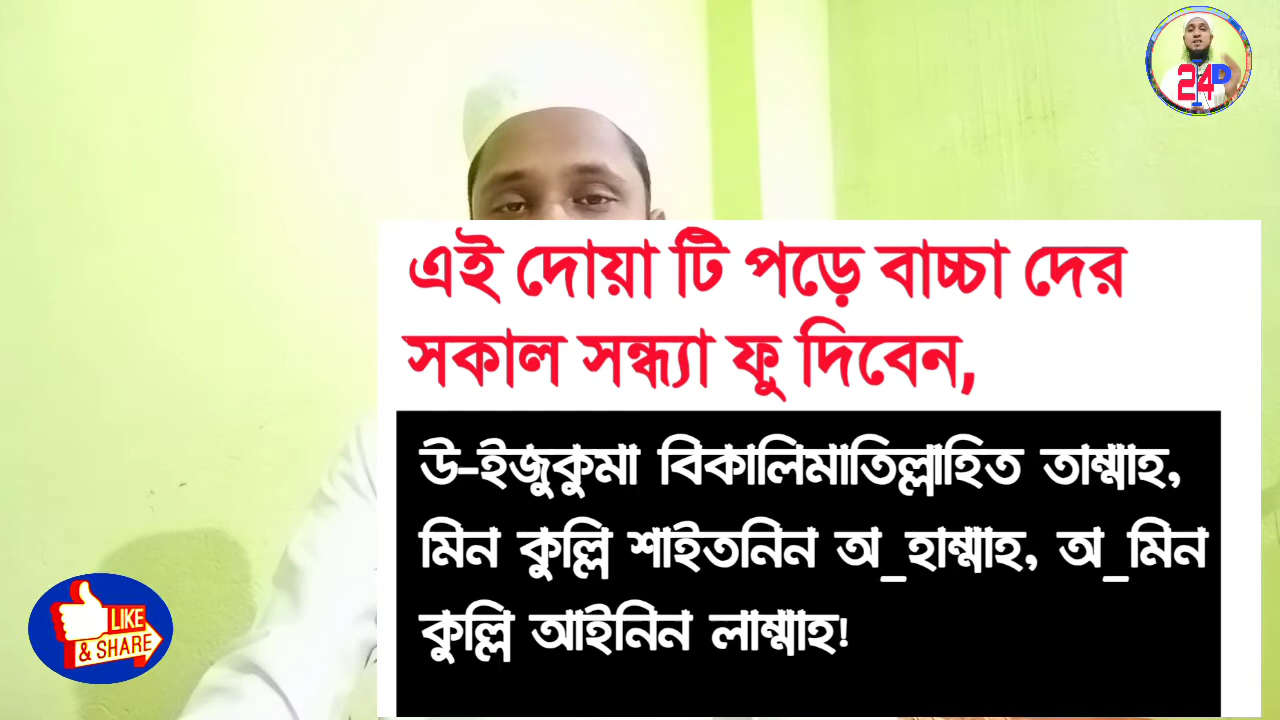 24P
এই দোয়া টি পড়ে বাচ্চা দের
সকাল সন্ধ্যা ফু দিবেন,
উ-ইজুকুমা বিকালিমাতিল্লাহিত তাম্মাহ,
মিন কুল্লি শাইতনিন অ_হাম্মাহ, অ_মিন
কুল্লি আইনিন লাম্মাহ!
LIKE
& SHARE